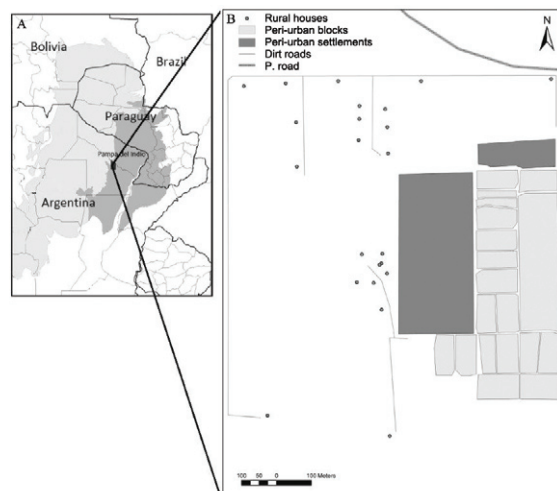 A
Bolivia
Brazil
Paraguay
Pampa del Indio
Argentina
B
Rural houses
Peri-urban blocks
Peri-urban settlements
Dirt roads
P. road
N
100 50 0 100 Meters